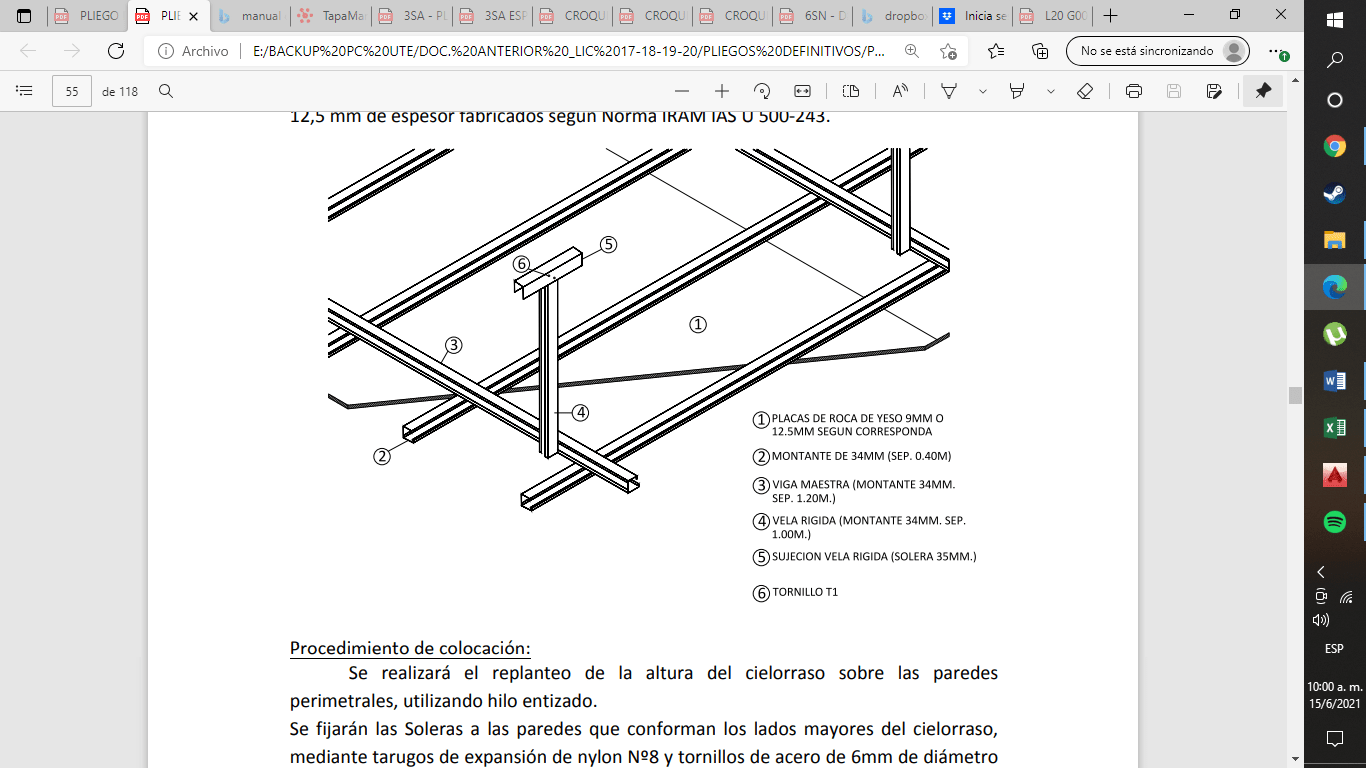 PLIEGO
PLIE
manual
TapaMa
3SA - PL
3SA ESP
CROQU
CROQU
CROQU
6SN - D
dropbo
Inicia se
L20 G00
Archivo
E:/BACKUP%20PC%20UTE/DOC.%20ANTERIOR%20_LIC%2017-18-19-20/PLIEGOS%20DEFINITIVOS/P...
No se está sincronizando
55
de 118
12,5 mm de espesor fabricados según Norma IRAM IAS U 500-243.
5
6
1
3
4
2
1 PLACAS DE ROCA DE YESO 9MM O
12.5MM SEGUN CORRESPONDA
2 MONTANTE DE 34MM (SEP. 0.40M)
3 VIGA MAESTRA (MONTANTE 34MM.
SEP. 1.20M.)
4 VELA RIGIDA (MONTANTE 34MM. SEP.
1.00M.)
5 SUJECION VELA RIGIDA (SOLERA 35MM.)
6 TORNILLO T1
Procedimiento de colocación:
Se realizará el replanteo de la altura del cielorraso sobre las paredes
perimetrales, utilizando hilo entizado.
Se fijarán las Soleras a las paredes que conforman los lados mayores del cielorraso,
mediante tarugos de expansión de nylon Nº8 y tornillos de acero de 6mm de diámetro
ESP
10:00 a. m.
15/6/2021